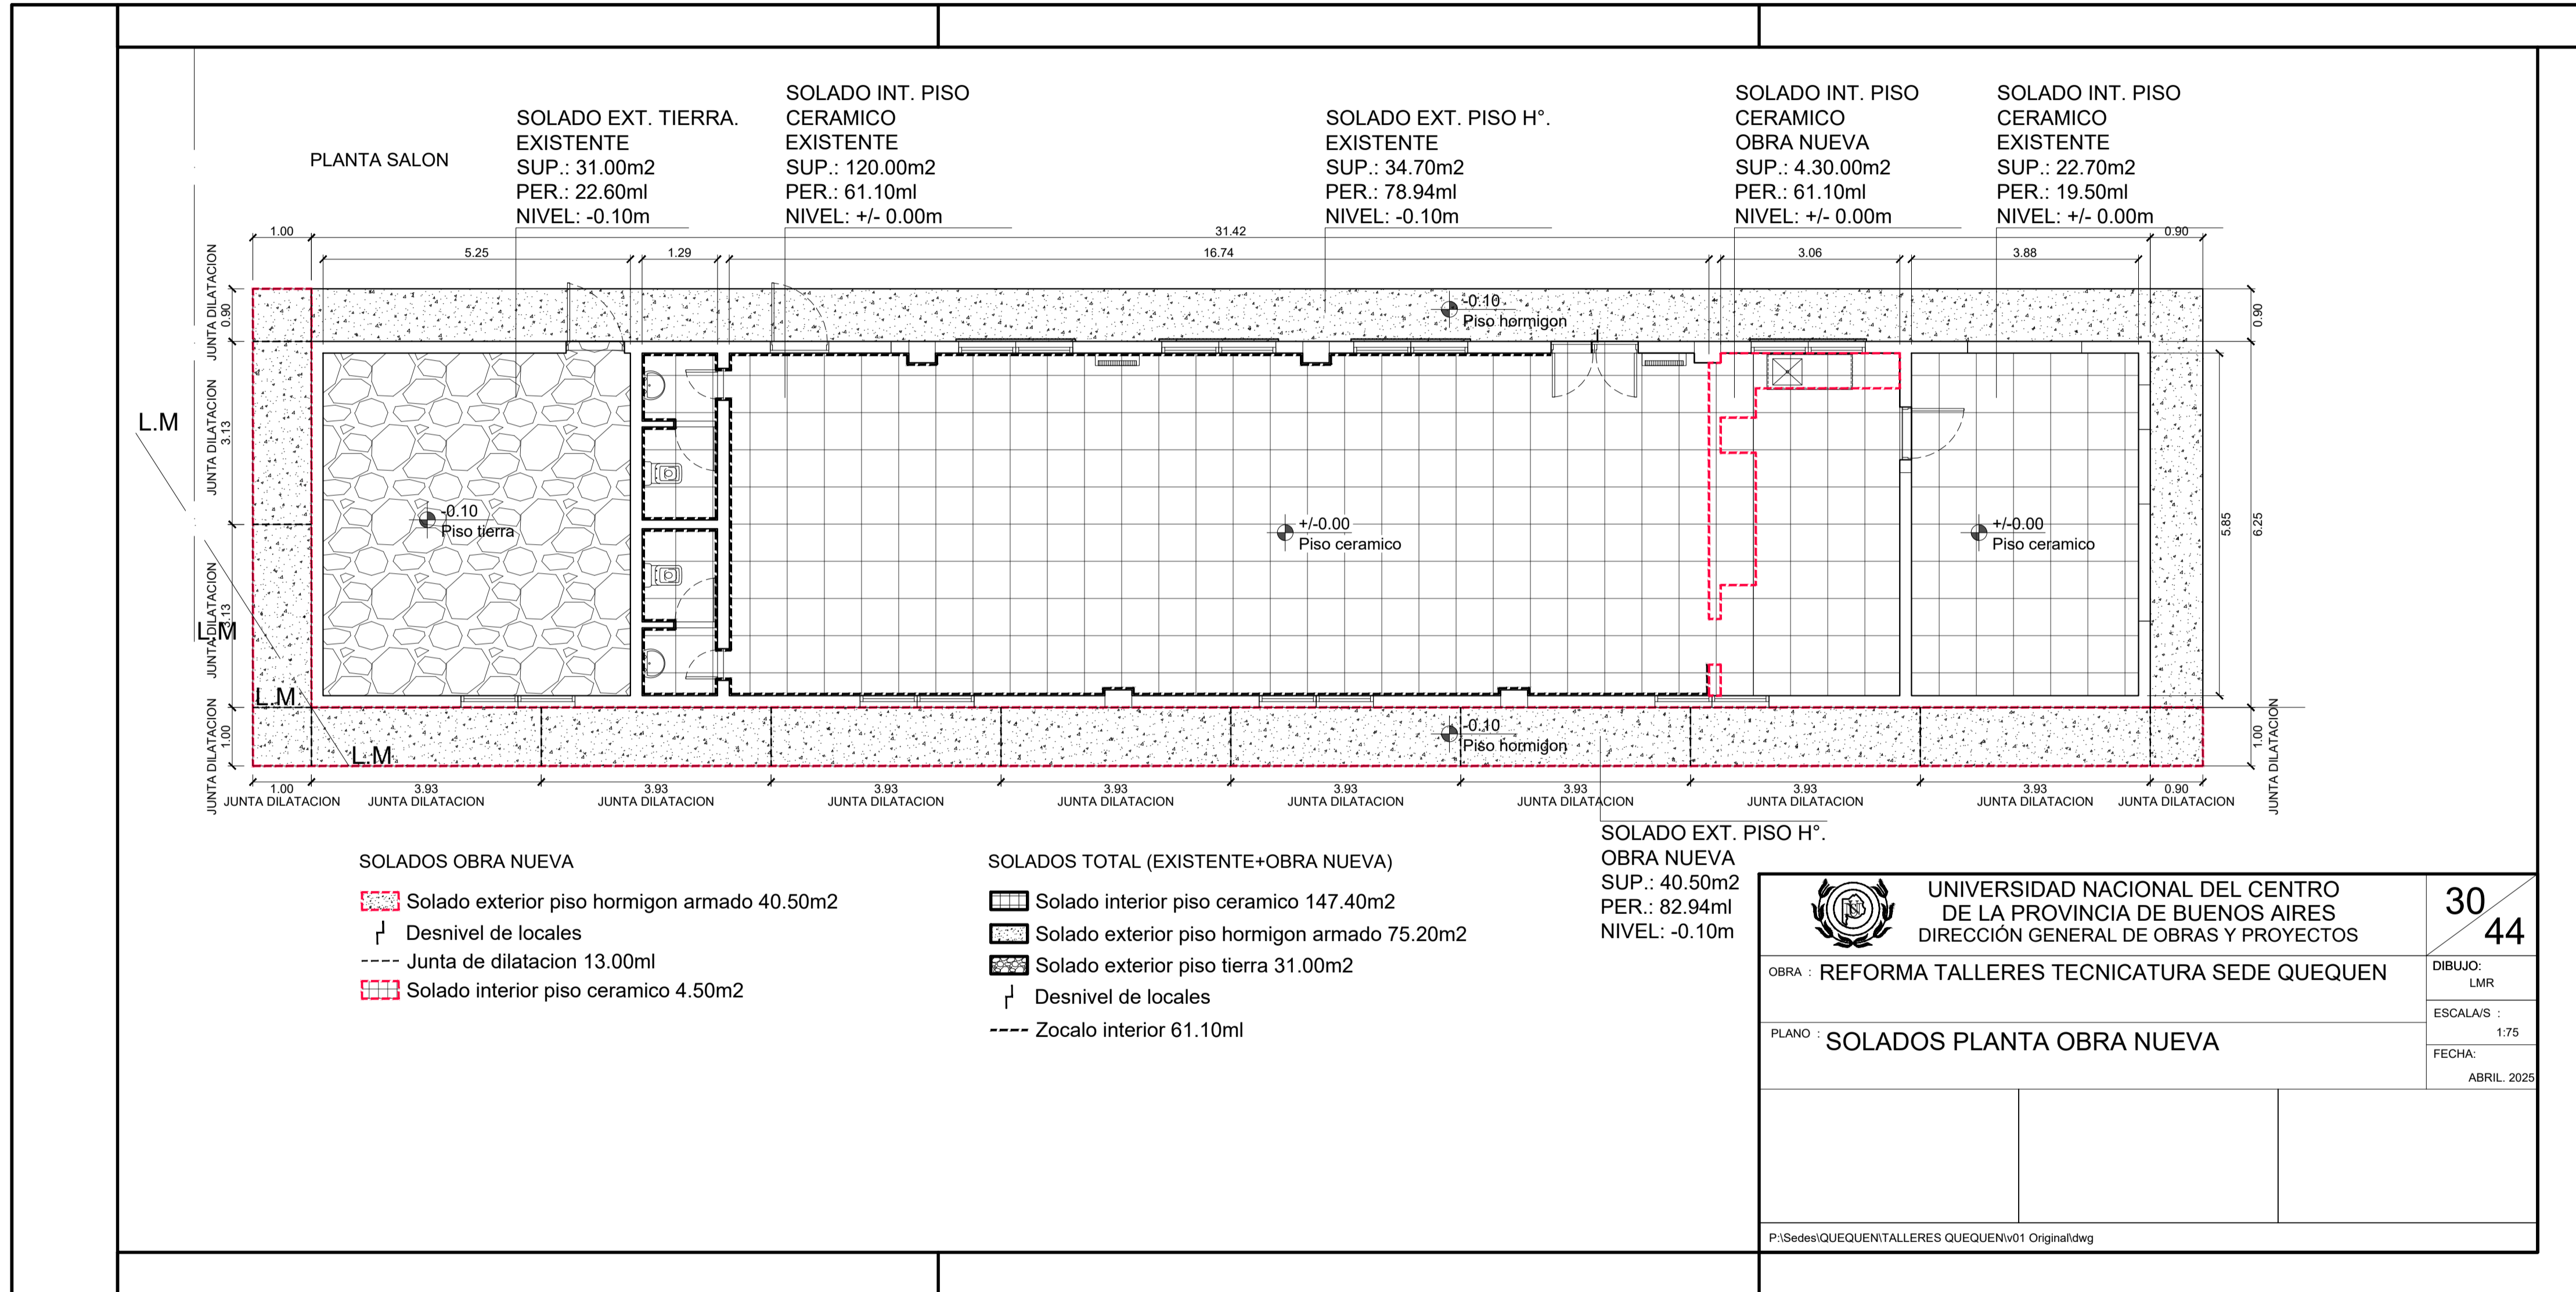 PLANTA SALON
SOLADO EXT. TIERRA.
EXISTENTE
SUP.: 31.00m2
PER.: 22.60ml
NIVEL: -0.10m
SOLADO INT. PISO
CERAMICO
EXISTENTE
SUP.: 120.00m2
PER.: 61.10ml
NIVEL: +/- 0.00m
SOLADO EXT. PISO H°.
EXISTENTE
SUP.: 34.70m2
PER.: 78.94ml
NIVEL: -0.10m
SOLADO INT. PISO
CERAMICO
OBRA NUEVA
SUP.: 4.30.00m2
PER.: 61.10ml
NIVEL: +/- 0.00m
SOLADO INT. PISO
CERAMICO
EXISTENTE
SUP.: 22.70m2
PER.: 19.50ml
NIVEL: +/- 0.00m
1.00
31.42
0.90
5.25
1.29
16.74
3.06
3.88
JUNTA DILATACION
0.90
JUNTA DILATACION
3.13
JUNTA DILATACION
3.13
JUNTA DILATACION
1.00
L.M
L.M
L.M
L.M
-0.10
Piso hormigon
-0.10
Piso tierra
+/-0.00
Piso ceramico
+/-0.00
Piso ceramico
-0.10
Piso hormigon
0.90
5.85
6.25
1.00
JUNTA DILATACION
1.00
JUNTA DILATACION
3.93
JUNTA DILATACION
3.93
JUNTA DILATACION
3.93
JUNTA DILATACION
3.93
JUNTA DILATACION
3.93
JUNTA DILATACION
3.93
JUNTA DILATACION
3.93
JUNTA DILATACION
3.93
JUNTA DILATACION
0.90
JUNTA DILATACION
SOLADO EXT. PISO H°.
OBRA NUEVA
SUP.: 40.50m2
PER.: 82.94ml
NIVEL: -0.10m
SOLADOS OBRA NUEVA
Solado exterior piso hormigon armado 40.50m2
Desnivel de locales
Junta de dilatacion 13.00ml
Solado interior piso ceramico 4.50m2
SOLADOS TOTAL (EXISTENTE+OBRA NUEVA)
Solado interior piso ceramico 147.40m2
Solado exterior piso hormigon armado 75.20m2
Solado exterior piso tierra 31.00m2
Desnivel de locales
Zocalo interior 61.10ml
UNIVERSIDAD NACIONAL DEL CENTRO
DE LA PROVINCIA DE BUENOS AIRES
DIRECCIÓN GENERAL DE OBRAS Y PROYECTOS
30
44
OBRA : REFORMA TALLERES TECNICATURA SEDE QUEQUEN
DIBUJO:
LMR
ESCALA/S :
1:75
PLANO : SOLADOS PLANTA OBRA NUEVA
FECHA:
ABRIL. 2025
P:\Sedes\QUEQUEN\TALLERES QUEQUEN\v01 Original\dwg